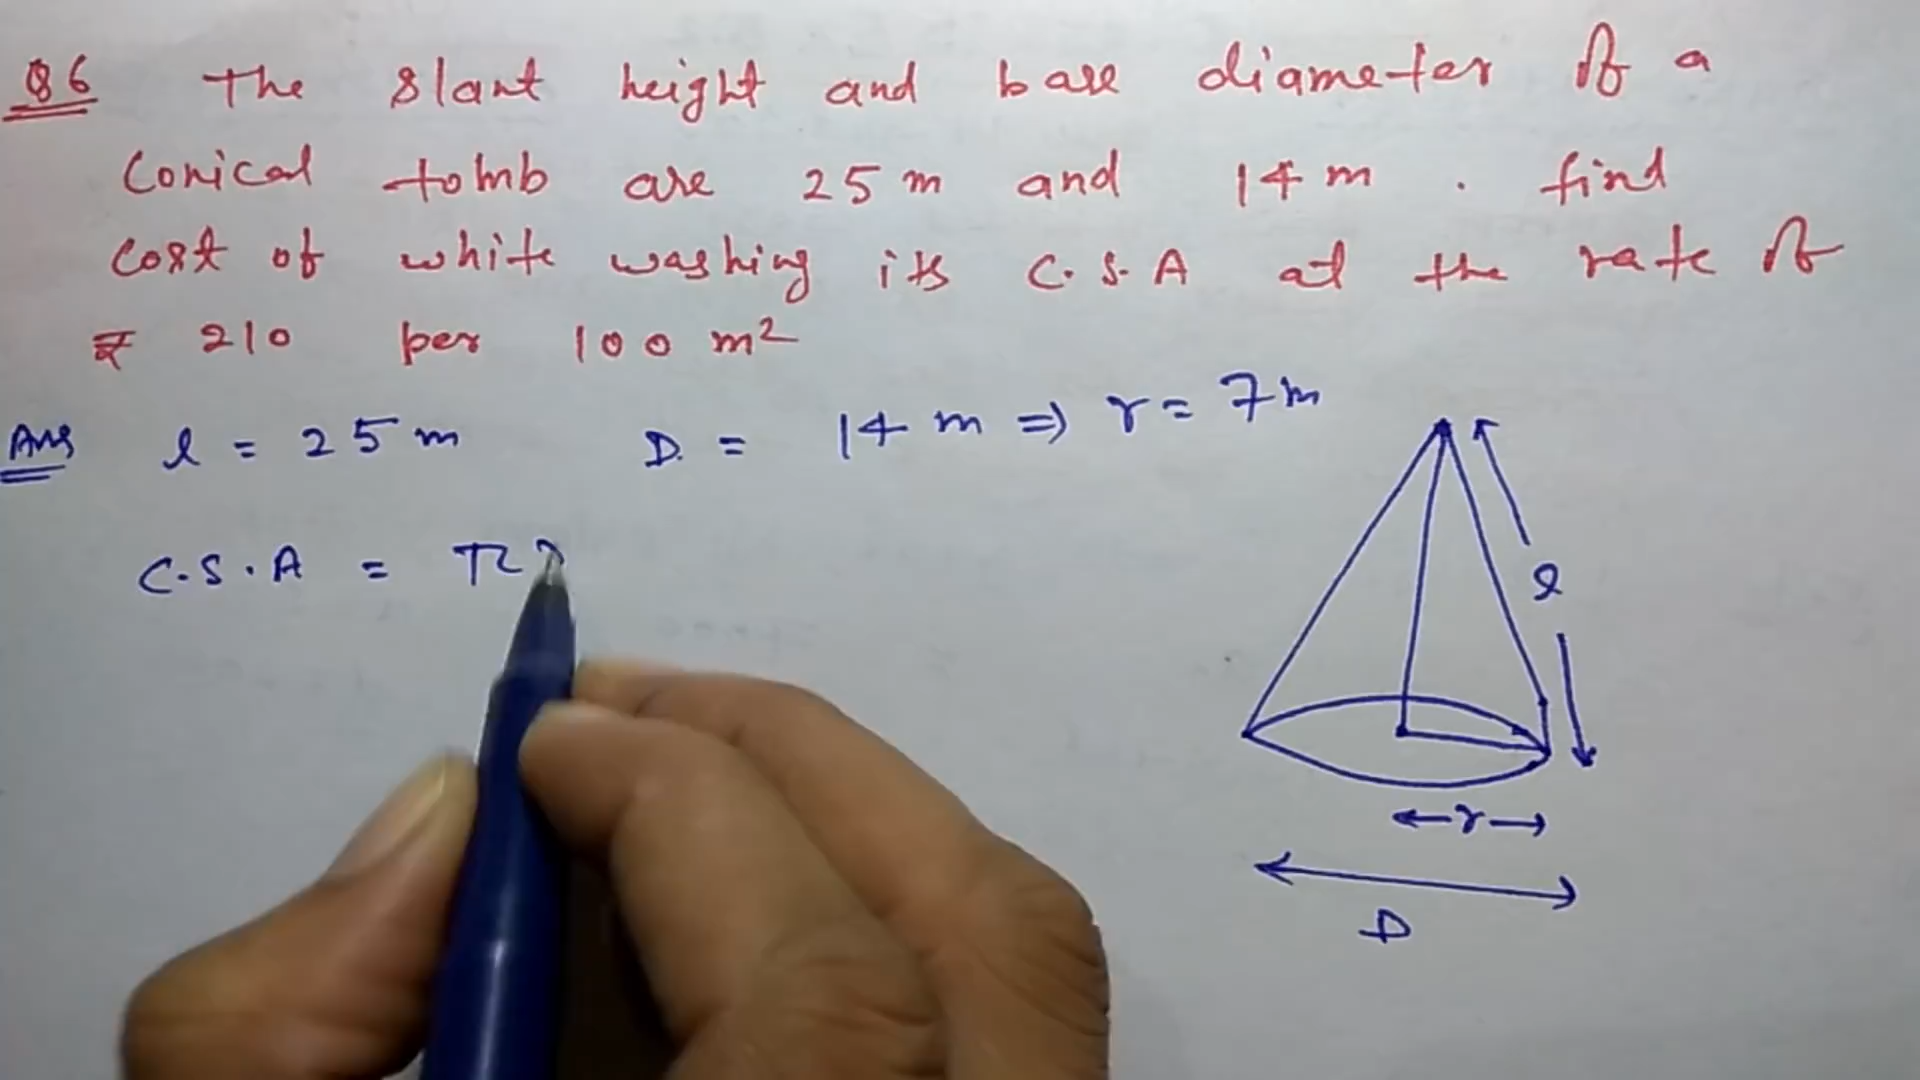 Q6 The slant height and base diameter of a
conical tomb are 25 m and 14 m . find
cost of white washing its C.S.A at the rate of
₹ 210 per 100 m²
Ans l = 25 m D. = 14 m ⇒ r = 7 m
C.S.A = π r
l
r
D